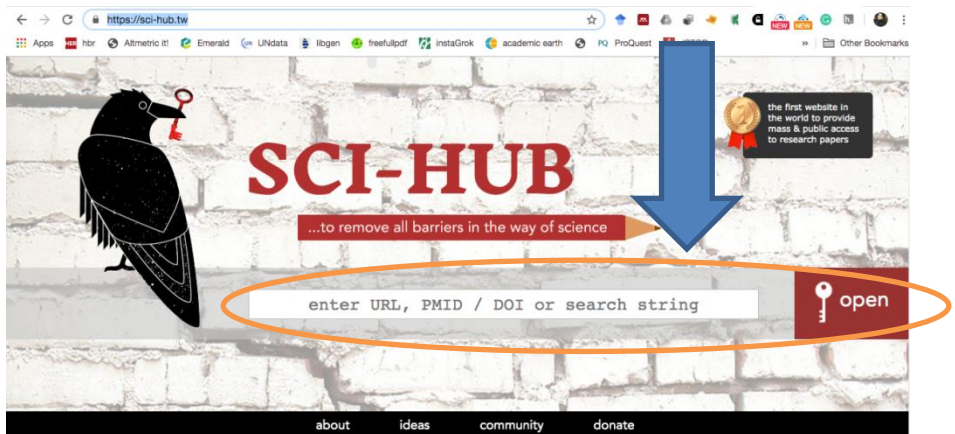 https://sci-hub.tw
NEW NEW
Apps HBR hbr Altmetric it! Emerald UNdata libgen freefullpdf instaGrok academic earth PQ ProQuest » Other Bookmarks
the first website in
the world to provide
mass & public access
to research papers
SCI-HUB
...to remove all barriers in the way of science
enter URL, PMID / DOI or search string
open
about ideas community donate